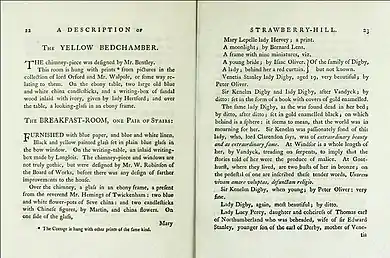 22 A DESCRIPTION of
The YELLOW BEDCHAMBER.
THE chimney-piece was designed by Mr. Bentley.
This room is hung with prints * from pictures in the
collection of lord Orford and Mr. Walpole, or some way re-
lating to them. On the ebony table, two large old blue
and white china candlesticks, and a writing-box of sandal
wood inlaid with ivory, given by lady Hertford; and over
the table, a looking-glass in an ebony frame.
The BREAKFAST-ROOM, one Pair of Stairs:
FURNISHED with blue paper, and blue and white linen.
Black and yellow painted glass set in plain blue glass in
the bow window. On the writing-table, an inlaid writing-
box made by Langlois. The chimney-piece and windows are
not truly gothic, but were designed by Mr. W. Robinson of
the Board of Works, before there was any design of farther
improvements to the house.
Over the chimney, a glass in an ebony frame, a present
from the reverend Mr. Hemings of Twickenham: two blue
and white flower-pots of Seve china; and two candlesticks
with Chinese figures, by Martin, and china flowers. On
one side of the glass,
Mary
* The Cottage is hung with other prints of the same kind.
STRAWBERRY-HILL. 23
Mary Lepelle lady Hervey; a print.
A moonlight; by Bernard Lens.
A frame with nine miniatures, viz.
A young bride; by Isaac Oliver. Of the family of Digby,
A lady; behind her a red curtain; but not known.
Venetia Stanley lady Digby, aged 19, very beautiful; by
Peter Oliver.
Sir Kenelm Digby and lady Digby, after Vandyck; by
ditto: set in the form of a book with covers of gold enamelled.
The same lady Digby, as she was found dead in her bed;
by ditto, after ditto; set in gold enamelled black, on which
behind is a sphere; it seems to mean, that the world was in
mourning for her. Sir Kenelm was passionately fond of this
lady, who, lord Clarendon says, was of extraordinary beauty
and as extraordinary fame. At Windsor is a whole length of
her, by Vandyck, treading on serpents, to imply that the
stories told of her were the produce of malice. At Goat-
hurst, where they lived, are two busts of her in bronze; on
the pedestal of one are inscribed these tender words, Uxorem
vivam amare voluptas, defunctam religio.
Sir Kenelm Digby, when young; by Peter Oliver: very
fine.
Lady Digby, again, most beautiful; by ditto.
Lady Lucy Percy, daughter and coheiress of Thomas earl
of Northumberland who was beheaded, wife of sir Edward
Stanley, younger son of the earl of Derby, mother of Vene-
tia